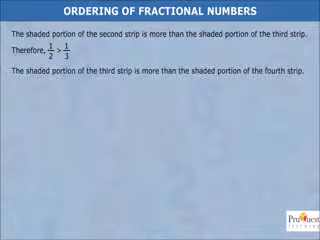 ORDERING OF FRACTIONAL NUMBERS
The shaded portion of the second strip is more than the shaded portion of the third strip.
Therefore, 1/2 > 1/3
The shaded portion of the third strip is more than the shaded portion of the fourth strip.
PruQuest
learning